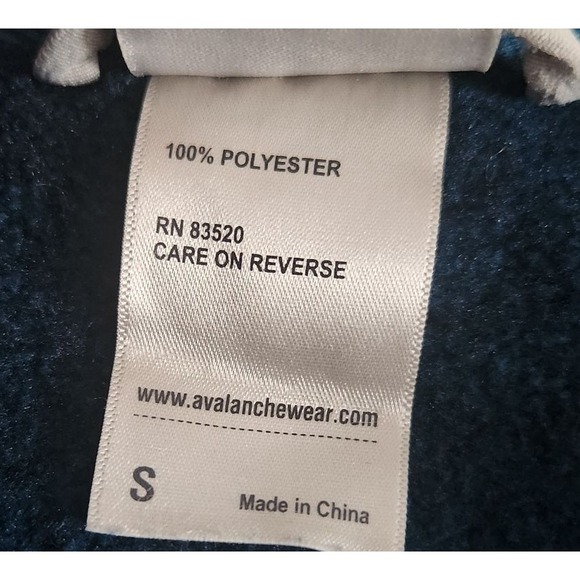 100% POLYESTER
RN 83520
CARE ON REVERSE
www.avalanchewear.com
S
Made in China